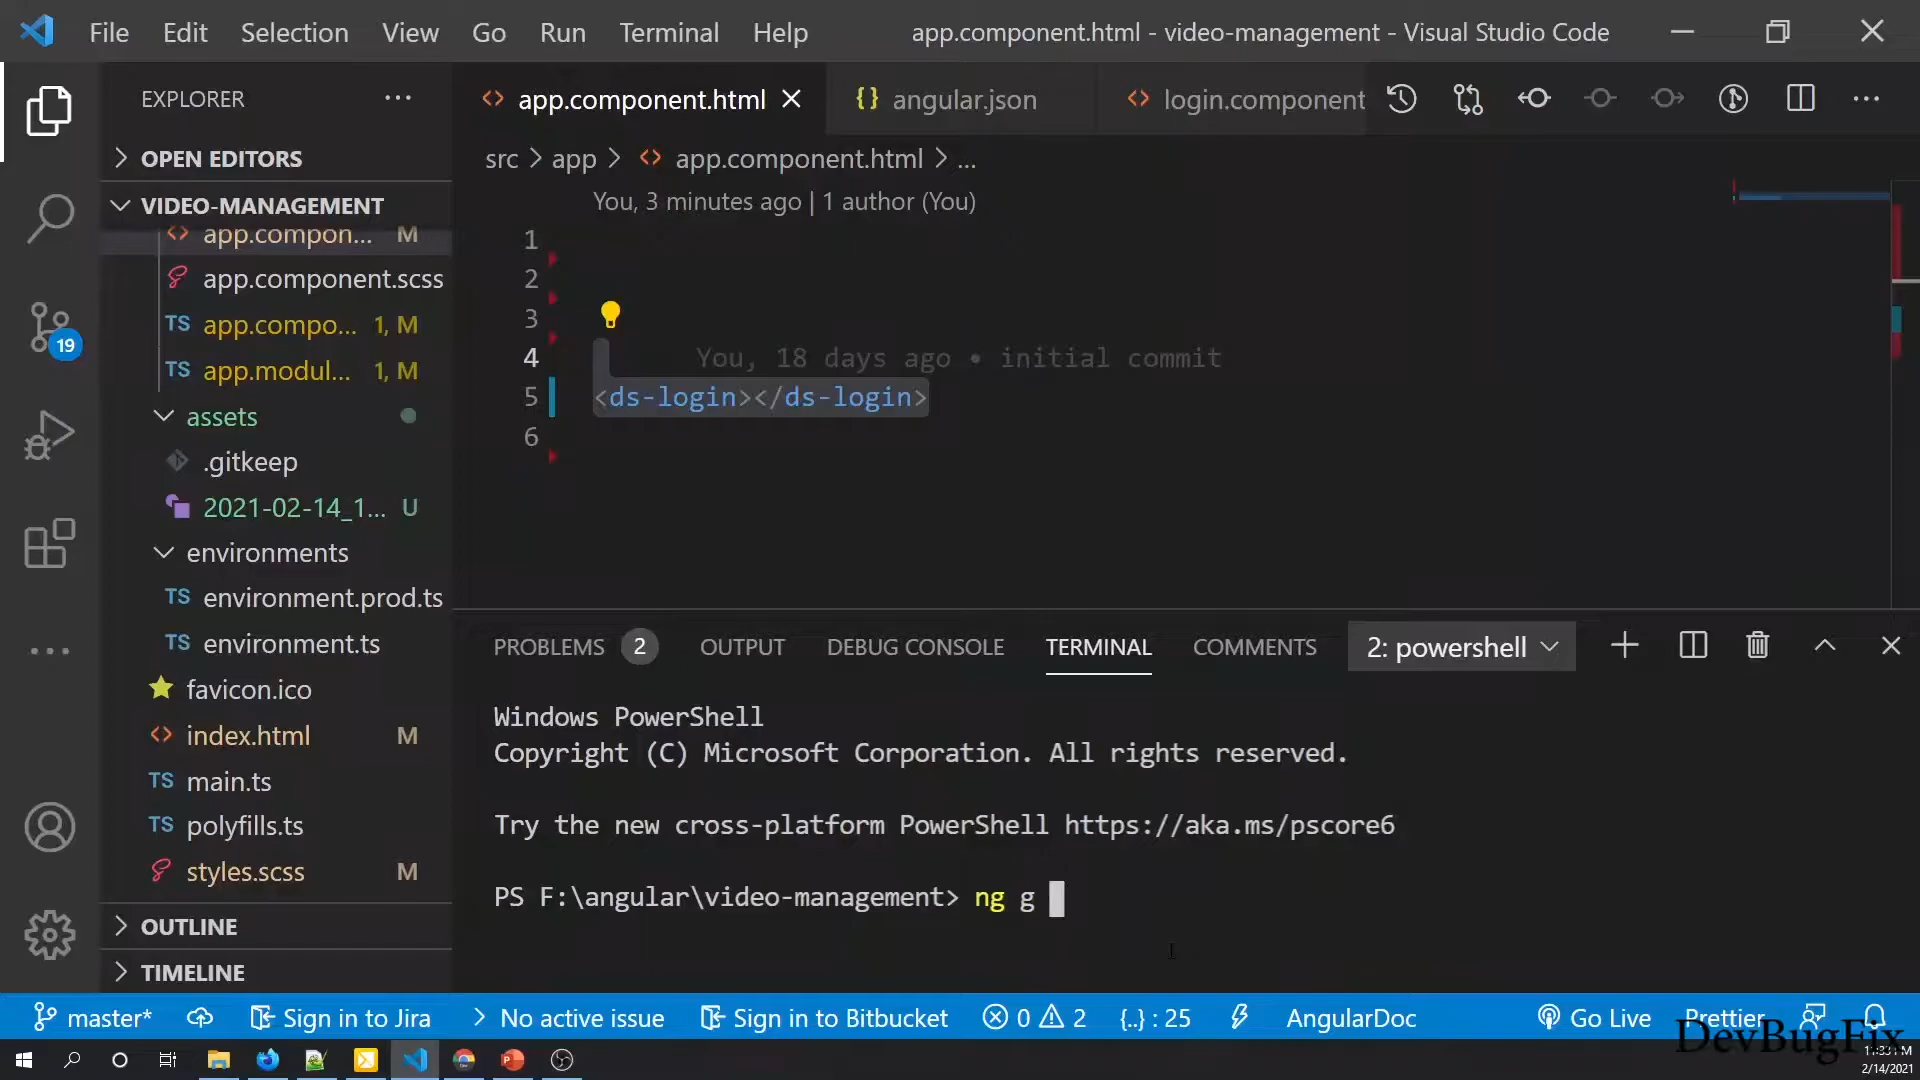 File Edit Selection View Go Run Terminal Help app.component.html - video-management - Visual Studio Code
EXPLORER
app.component.html angular.json login.component
OPEN EDITORS
src app app.component.html ...
VIDEO-MANAGEMENT
You, 3 minutes ago | 1 author (You)
app.compon... M
app.component.scss
TS app.compo... 1, M
TS app.modul... 1, M
assets
.gitkeep
2021-02-14_1... U
environments
TS environment.prod.ts
TS environment.ts
favicon.ico
index.html M
TS main.ts
TS polyfills.ts
styles.scss M
OUTLINE
TIMELINE
19
1
2
3
4 You, 18 days ago • initial commit
5 <ds-login></ds-login>
6
PROBLEMS 2 OUTPUT DEBUG CONSOLE TERMINAL COMMENTS 2: powershell
Windows PowerShell
Copyright (C) Microsoft Corporation. All rights reserved.
Try the new cross-platform PowerShell https://aka.ms/pscore6
PS F:\angular\video-management> ng g
master* Sign in to Jira No active issue Sign in to Bitbucket 0 2 {..} : 25 AngularDoc Go Live Prettier
DevBugFix
2/14/2021